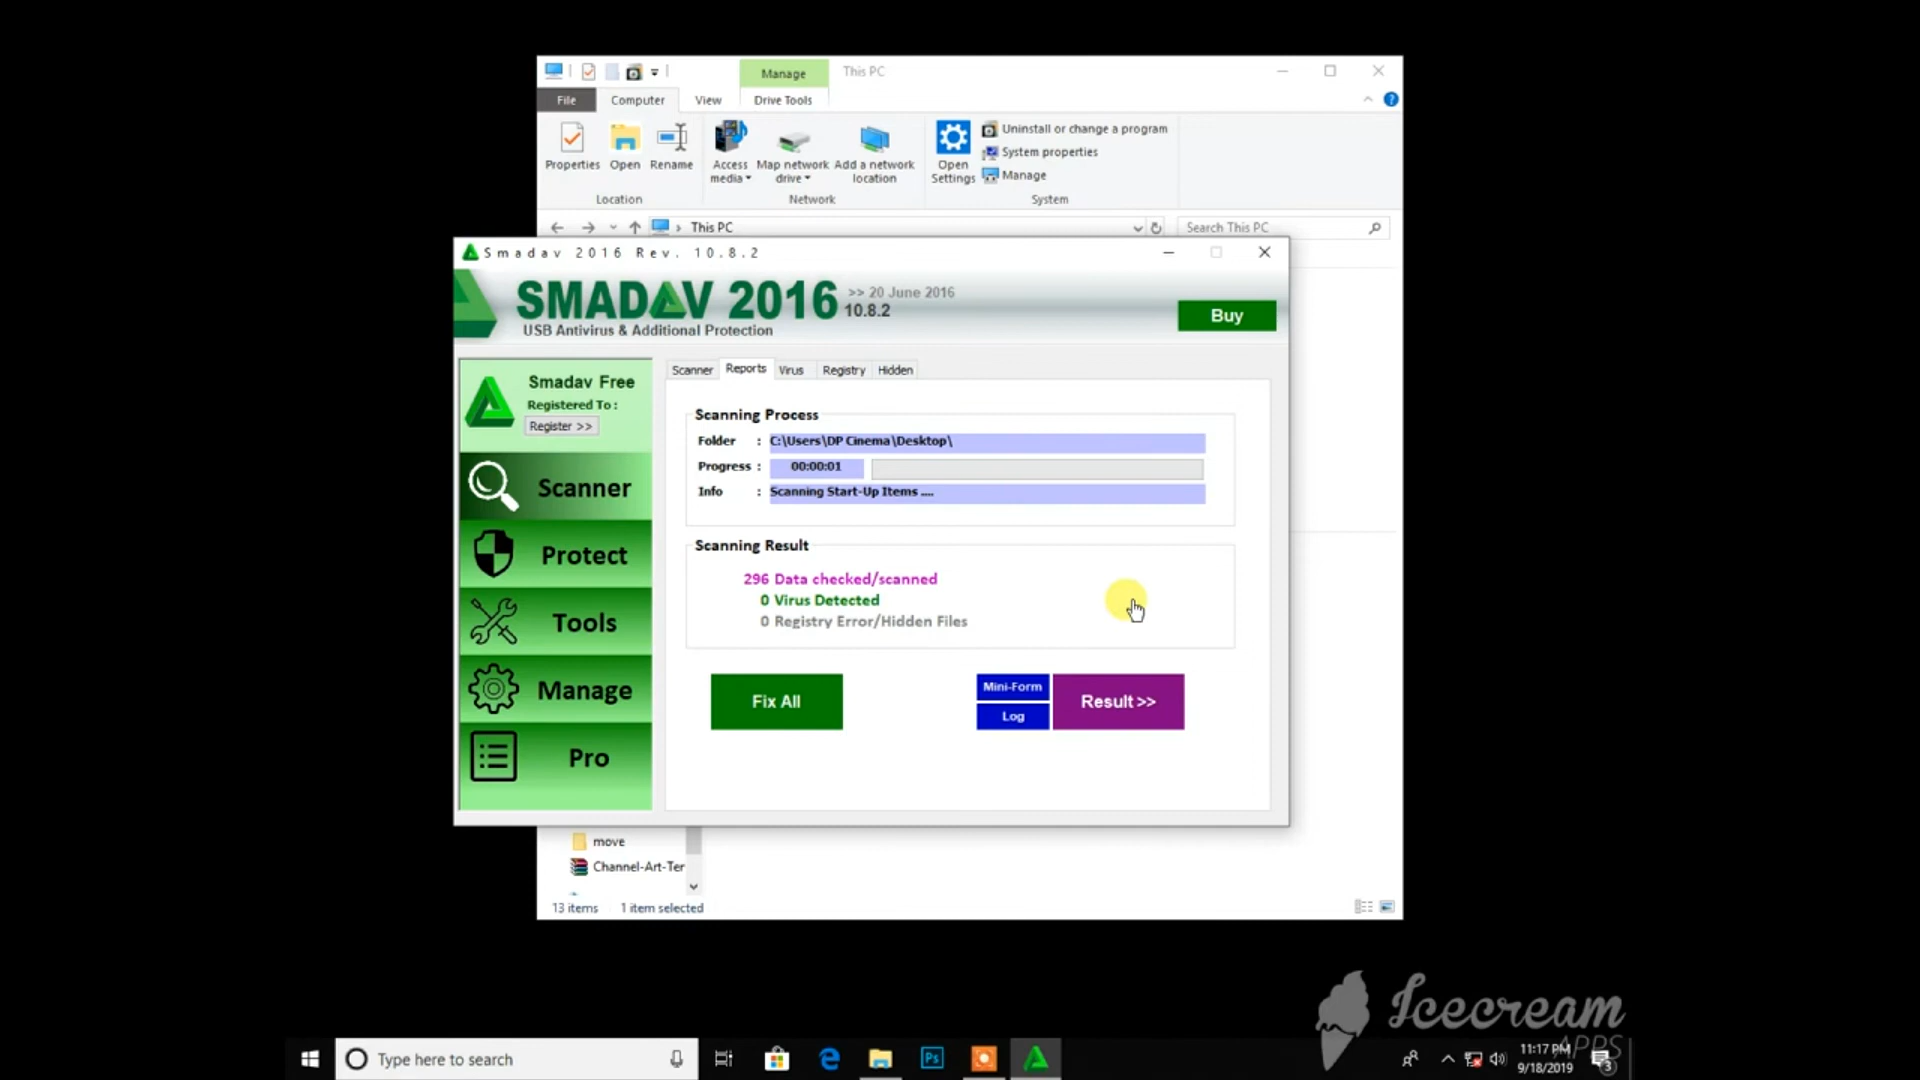 Manage
This PC
File
Computer
View
Drive Tools
Properties
Open
Rename
Access media
Map network drive
Add a network location
Open Settings
Uninstall or change a program
System properties
Manage
Location
Network
System
This PC
Search This PC
Smadav 2016 Rev. 10.8.2
SMADAV 2016
>> 20 June 2016
10.8.2
USB Antivirus & Additional Protection
Buy
Smadav Free
Registered To :
Register >>
Scanner
Protect
Tools
Manage
Pro
Scanner
Reports
Virus
Registry
Hidden
Scanning Process
Folder : C:\Users\DP Cinema\Desktop\
Progress : 00:00:01
Info : Scanning Start-Up Items ....
Scanning Result
296 Data checked/scanned
0 Virus Detected
0 Registry Error/Hidden Files
Fix All
Mini-Form
Log
Result >>
move
Channel-Art-Ter
13 items
1 item selected
Icecream
APPS
Type here to search
Ps
11:17 PM
9/18/2019
3